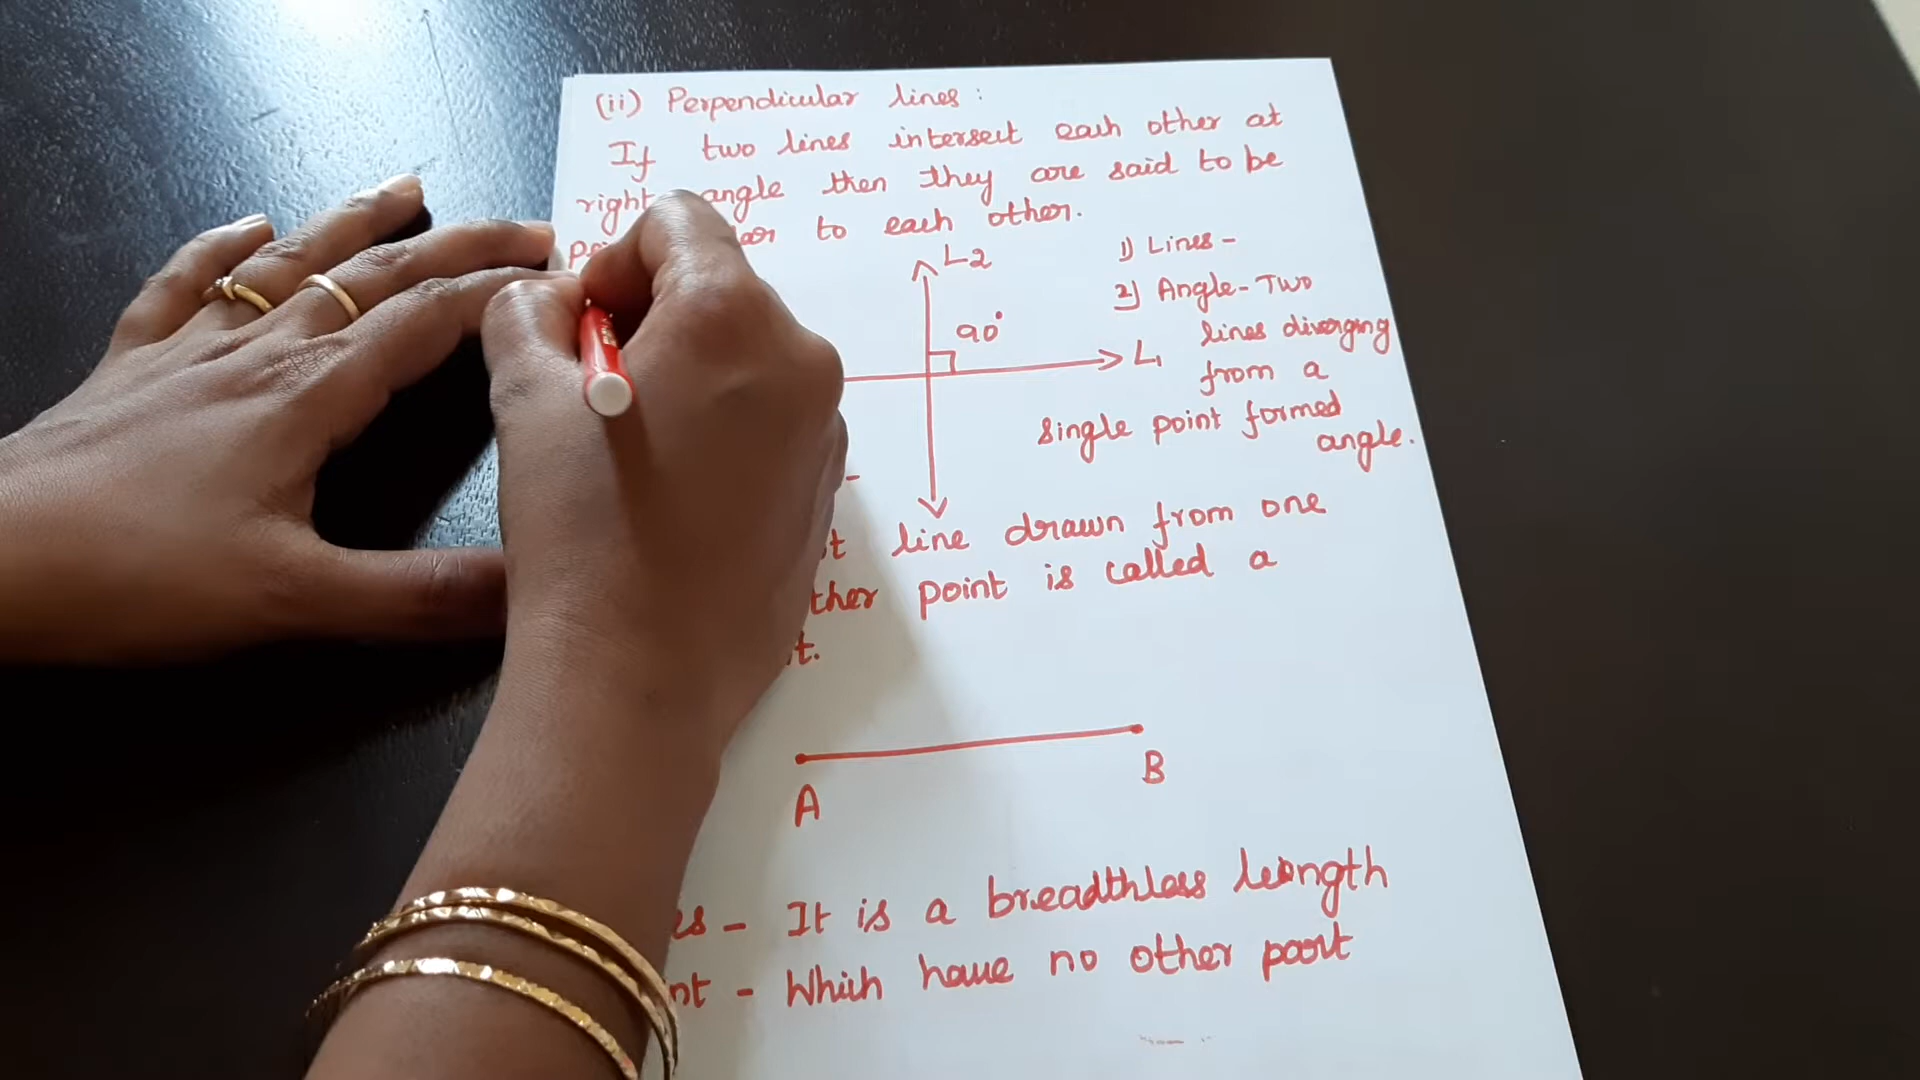 (ii) Perpendicular lines :
If two lines intersect each other at
right angle then they are said to be
to each other.
L2
1) Lines -
2) Angle - Two
lines diverging
from a
single point formed
angle.
90°
L1
-
line drawn from one
point is called a
A
B
- It is a breadthless length
- Which have no other part